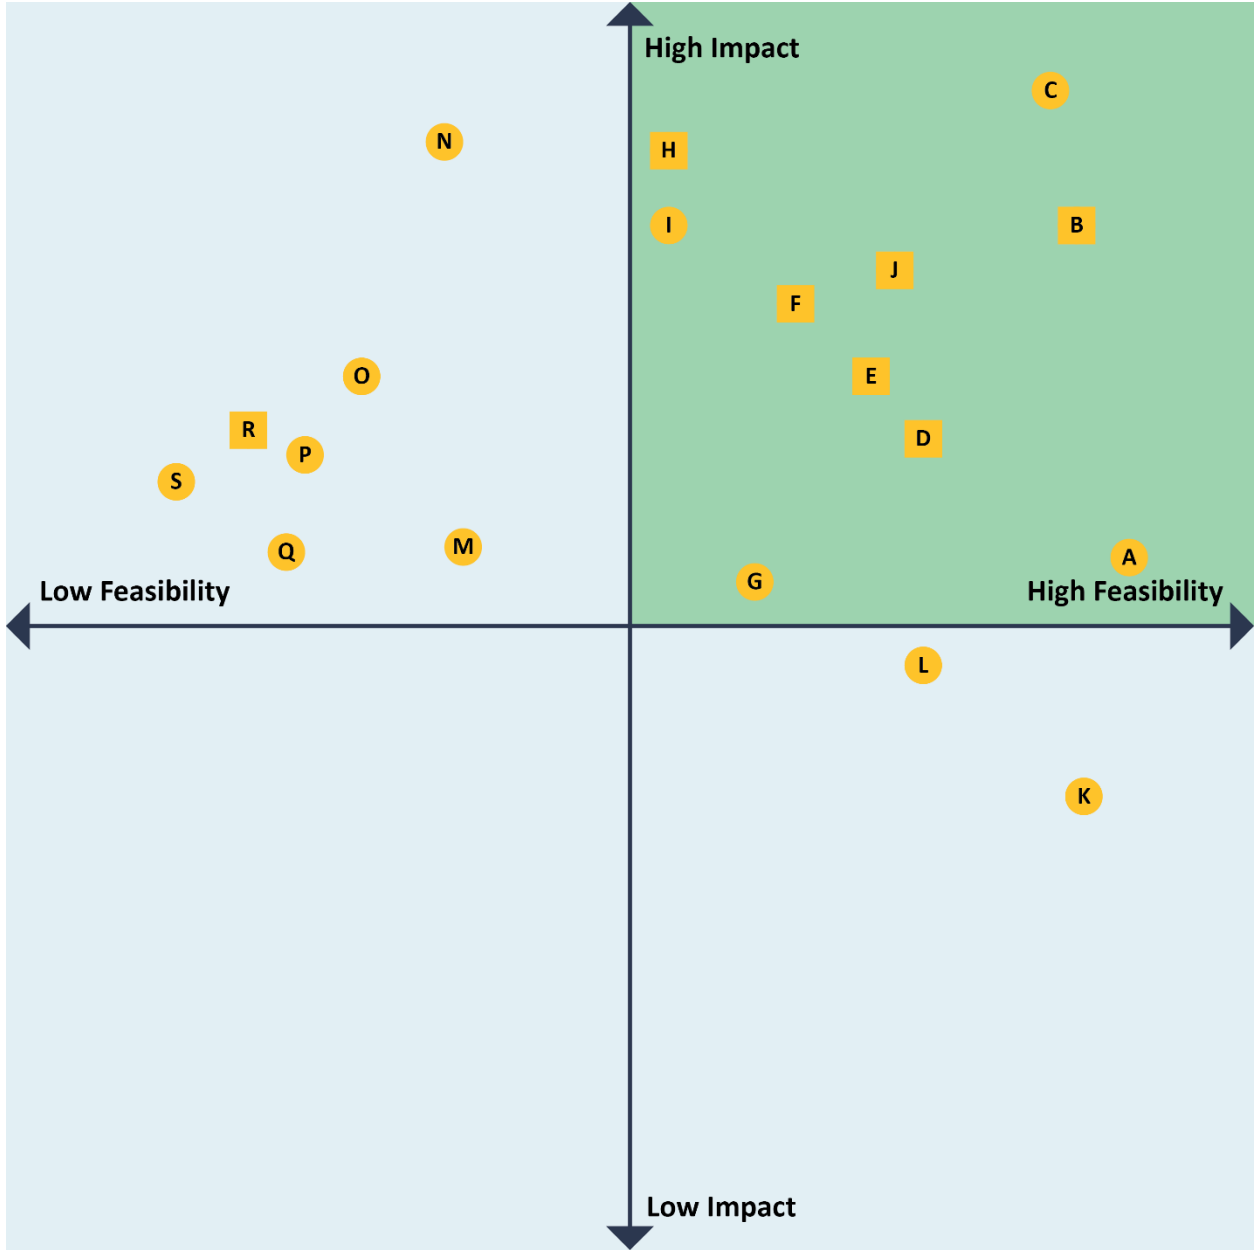 High Impact
C
N
H
I
B
J
F
O
E
R
D
P
S
M
Q
A
G
Low Feasibility
High Feasibility
L
K
Low Impact